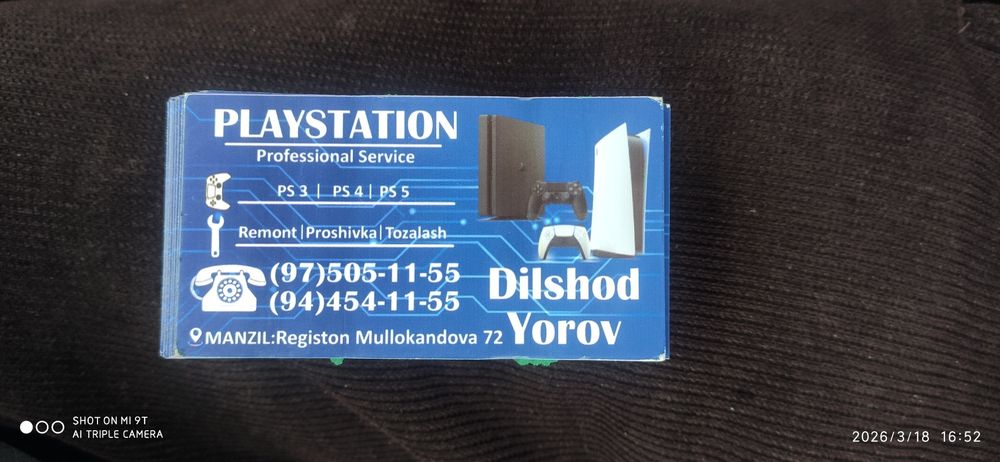 PLAYSTATION
Professional Service
PS 3 | PS 4 | PS 5
Remont|Proshivka|Tozalash
(97)505-11-55
(94)454-11-55
MANZIL:Registon Mullokandova 72
Dilshod
Yorov
SHOT ON MI 9T
AI TRIPLE CAMERA
2026/3/18 16:52